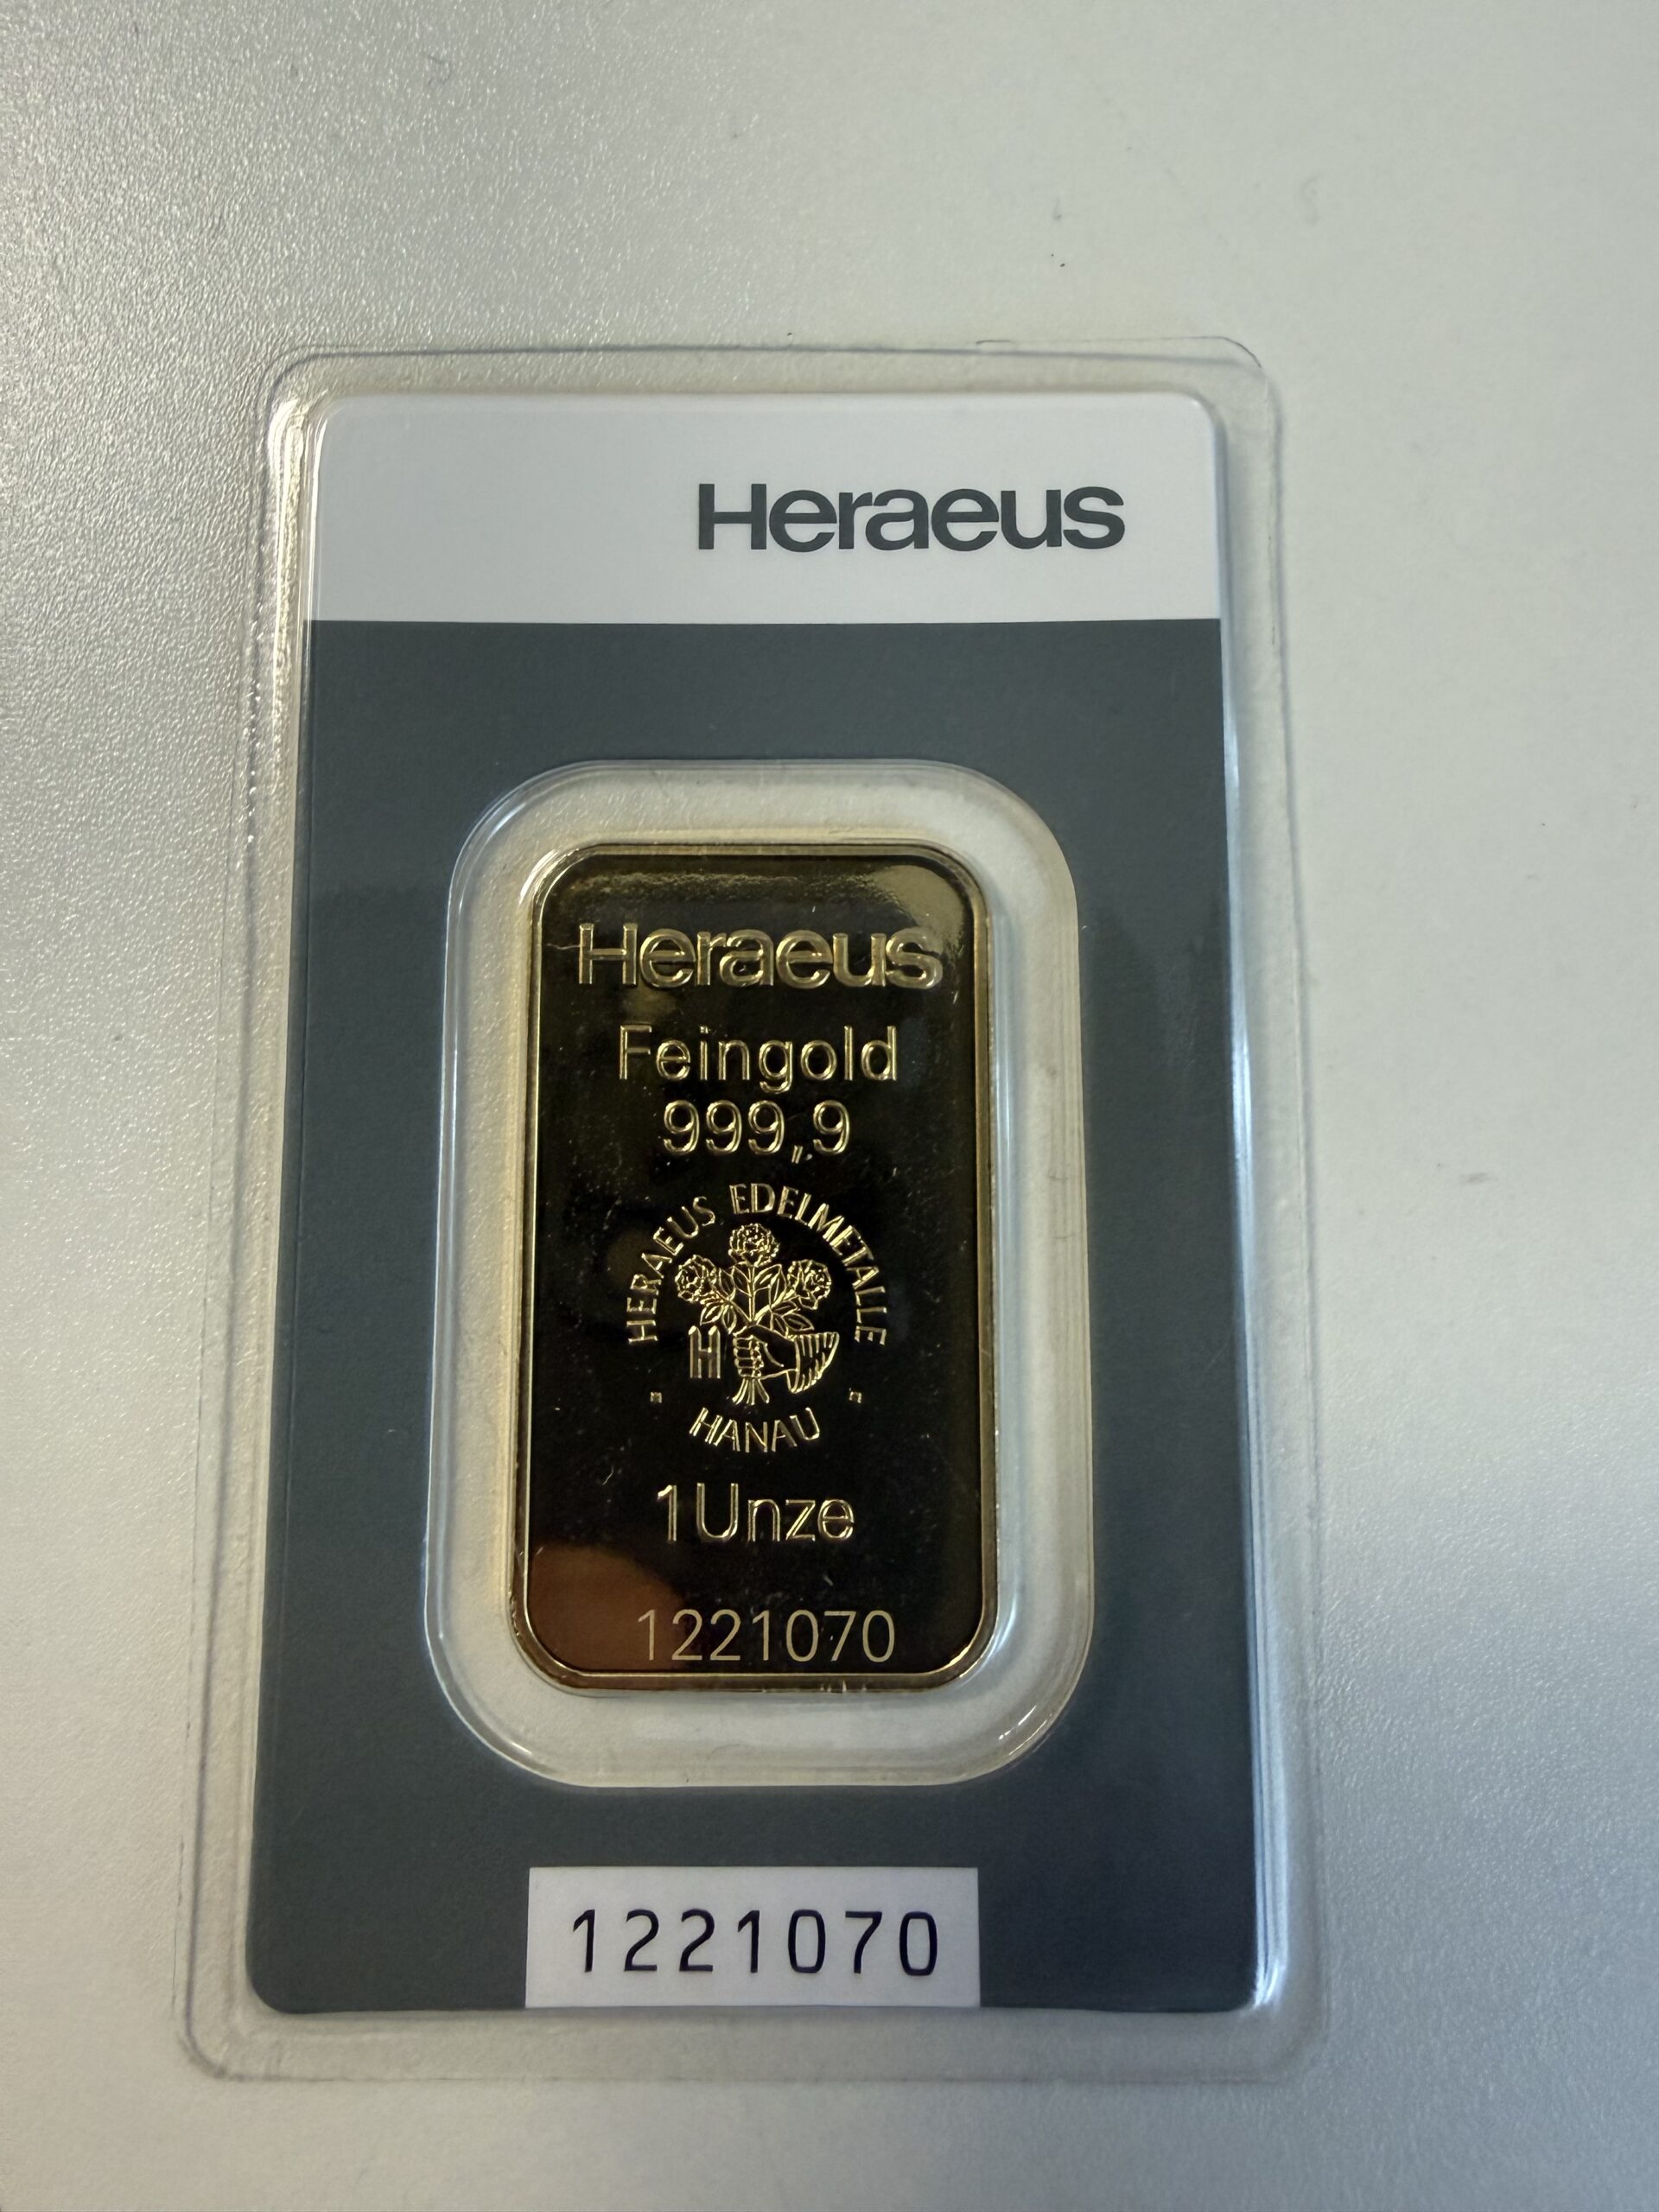 Heraeus
Heraeus
Feingold
999,9
HERAEUS EDELMETALLE
H
HANAU
1 Unze
1221070
1221070